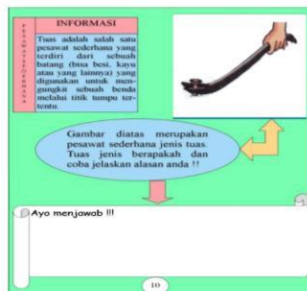 PESAWAT SEDERHANA
INFORMASI
Tuas adalah salah satu
pesawat sederhana yang
terdiri dari sebuah
batang (bisa besi, kayu
atau yang lainnya) yang
digunakan untuk men-
gungkit sebuah benda
melalui titik tumpu ter-
tentu.
Gambar diatas merupakan
pesawat sederhana jenis tuas.
Tuas jenis berapakah dan
coba jelaskan alasan anda !!
Ayo menjawab !!!
10